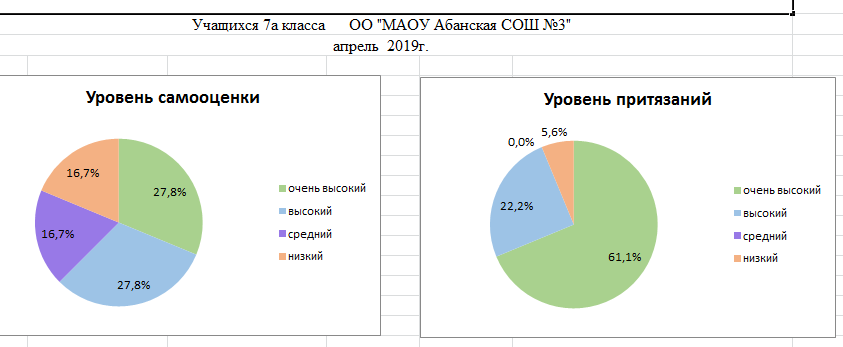 Учащихся 7а класса ОО "МАОУ Абанская СОШ №3"
апрель 2019г.
Уровень самооценки
16,7%
27,8%
16,7%
27,8%
очень высокий
высокий
средний
низкий
Уровень притязаний
5,6%
0,0%
22,2%
61,1%
очень высокий
высокий
средний
низкий